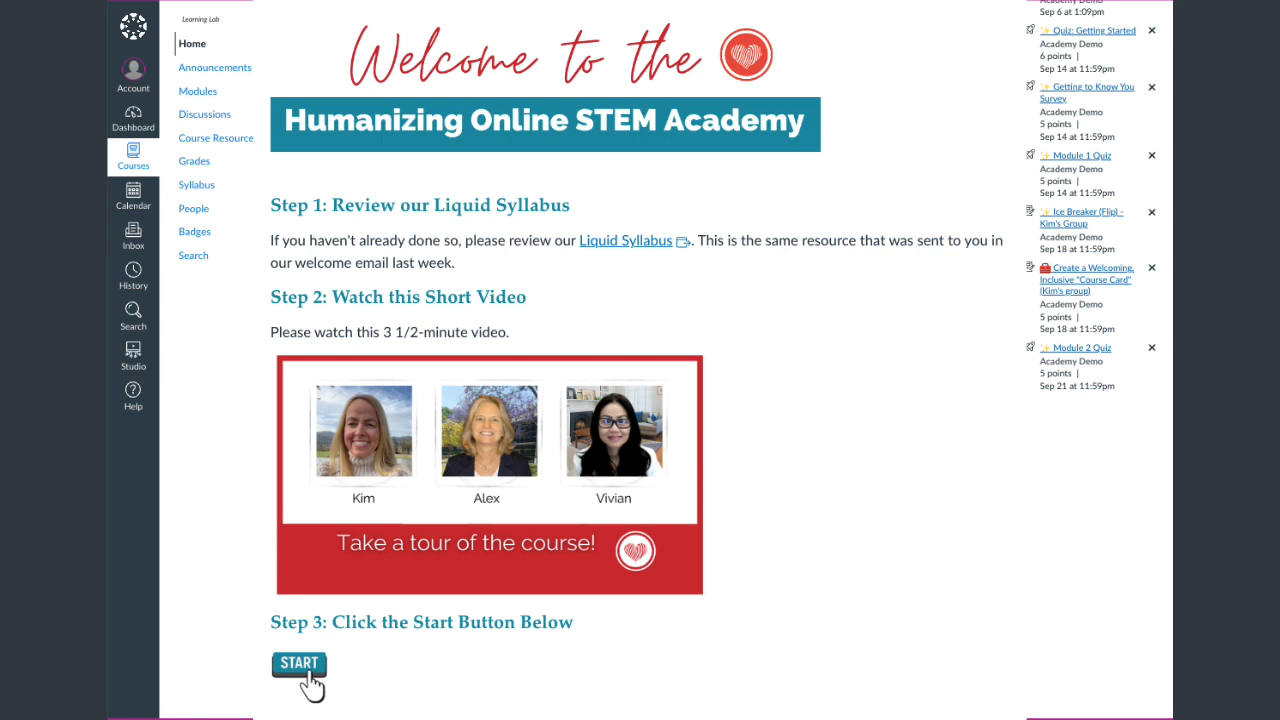 Learning Lab
Home
Announcements
Modules
Discussions
Course Resource
Grades
Syllabus
People
Badges
Search
Account
Dashboard
Courses
Calendar
Inbox
History
Search
Studio
Help
Welcome to the
Humanizing Online STEM Academy
Step 1: Review our Liquid Syllabus
If you haven't already done so, please review our Liquid Syllabus. This is the same resource that was sent to you in
our welcome email last week.
Step 2: Watch this Short Video
Please watch this 3 1/2-minute video.
Kim Alex Vivian
Take a tour of the course!
Step 3: Click the Start Button Below
START
Academy Demo
Sep 6 at 1:09pm
✨ Quiz: Getting Started
Academy Demo
6 points |
Sep 14 at 11:59pm
✨ Getting to Know You
Survey
Academy Demo
5 points |
Sep 14 at 11:59pm
✨ Module 1 Quiz
Academy Demo
5 points |
Sep 14 at 11:59pm
✨ Ice Breaker (Flip) -
Kim's Group
Academy Demo
Sep 18 at 11:59pm
🧰 Create a Welcoming,
Inclusive "Course Card"
(Kim's group)
Academy Demo
5 points |
Sep 18 at 11:59pm
✨ Module 2 Quiz
Academy Demo
5 points |
Sep 21 at 11:59pm